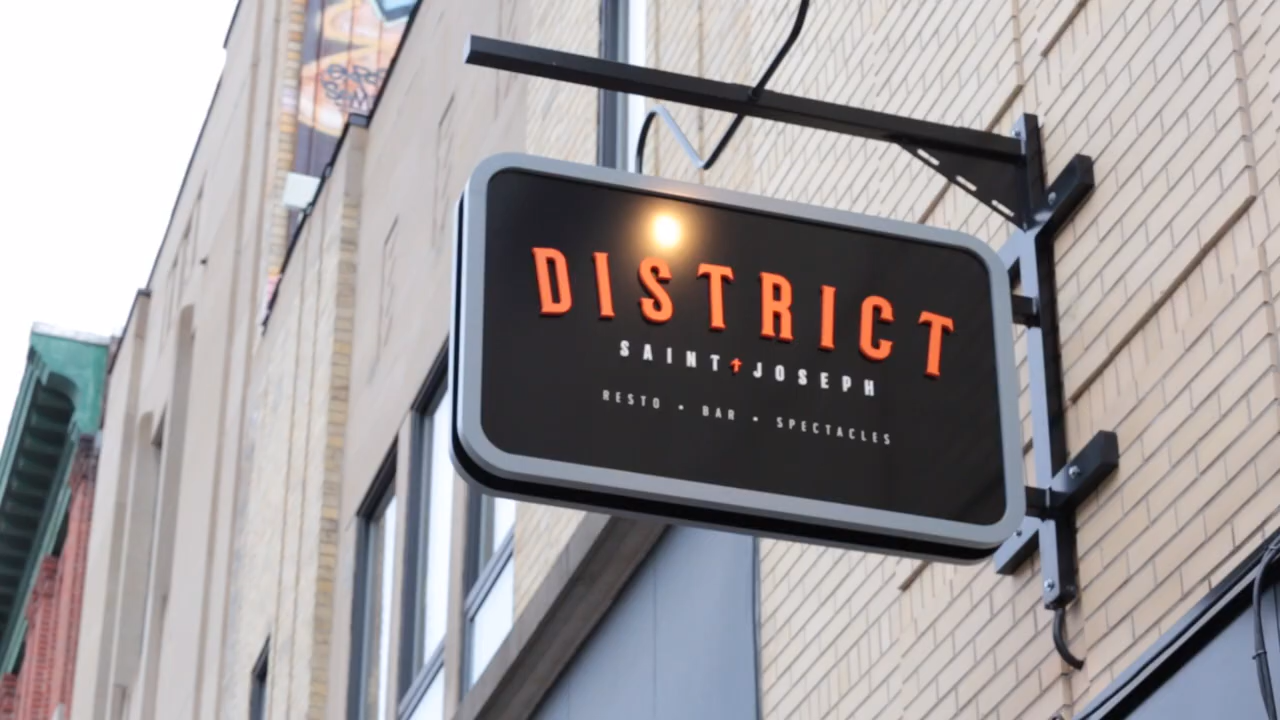 DISTRICT
SAINT JOSEPH
RESTO • BAR • SPECTACLES